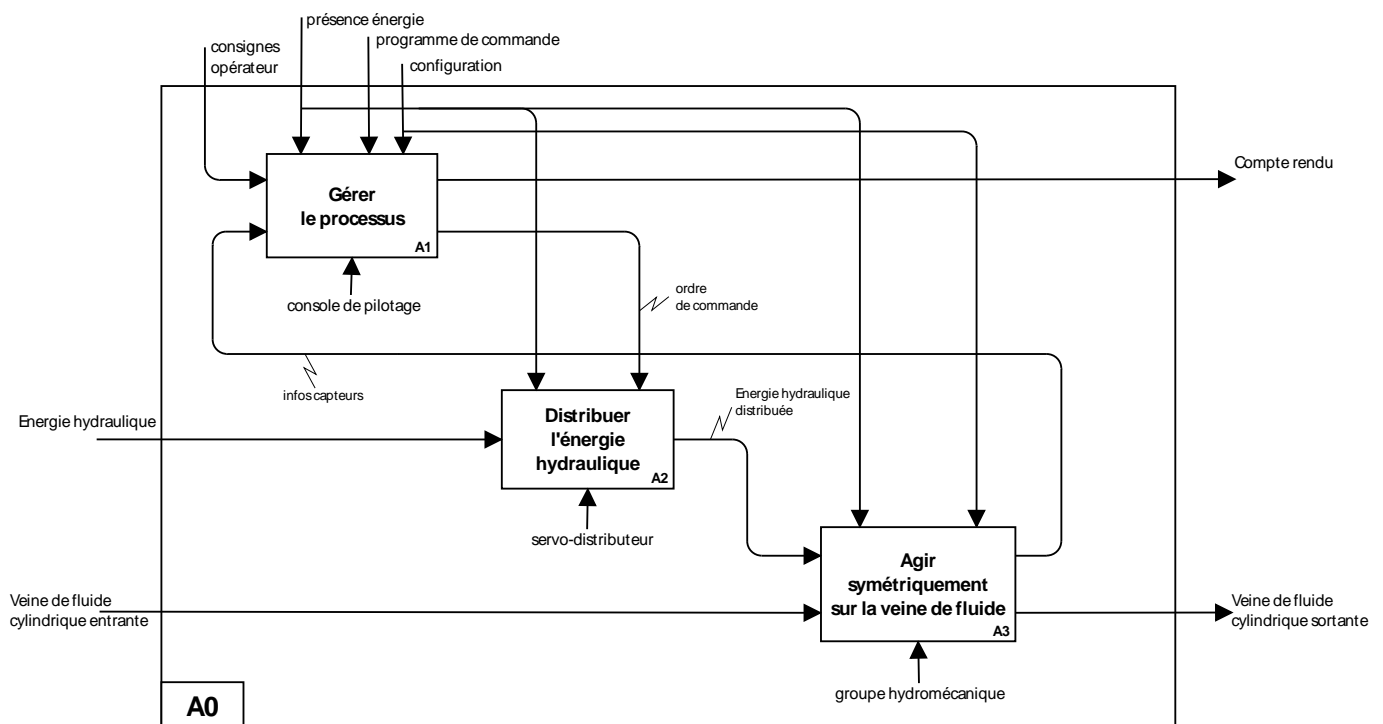 présence énergie
programme de commande
consignes
opérateur
configuration
Compte rendu
Gérer
le processus
A1
console de pilotage
ordre
de commande
infos capteurs
Energie hydraulique
Distribuer
l'énergie
hydraulique
A2
Energie hydraulique
distribuée
servo-distributeur
Agir
symétriquement
sur la veine de fluide
A3
Veine de fluide
cylindrique entrante
Veine de fluide
cylindrique sortante
groupe hydromécanique
A0